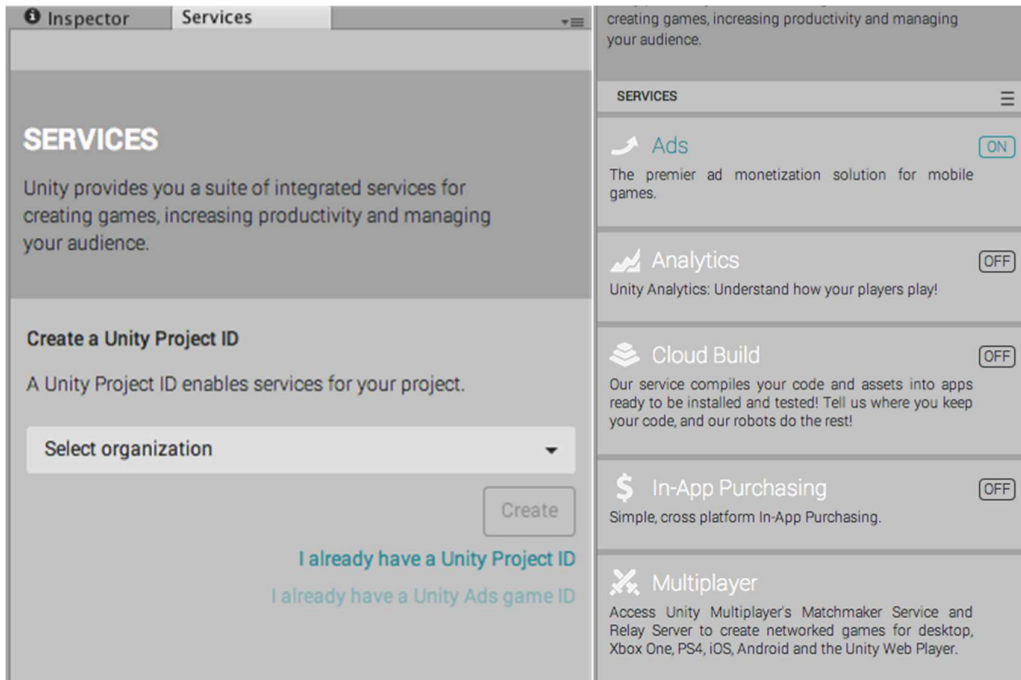 Inspector
Services
SERVICES
Unity provides you a suite of integrated services for
creating games, increasing productivity and managing
your audience.
Create a Unity Project ID
A Unity Project ID enables services for your project.
Select organization
Create
I already have a Unity Project ID
I already have a Unity Ads game ID
creating games, increasing productivity and managing
your audience.
SERVICES
Ads
ON
The premier ad monetization solution for mobile
games.
Analytics
OFF
Unity Analytics: Understand how your players play!
Cloud Build
OFF
Our service compiles your code and assets into apps
ready to be installed and tested! Tell us where you keep
your code, and our robots do the rest!
In-App Purchasing
OFF
Simple, cross platform In-App Purchasing.
Multiplayer
Access Unity Multiplayer's Matchmaker Service and
Relay Server to create networked games for desktop,
Xbox One, PS4, iOS, Android and the Unity Web Player.